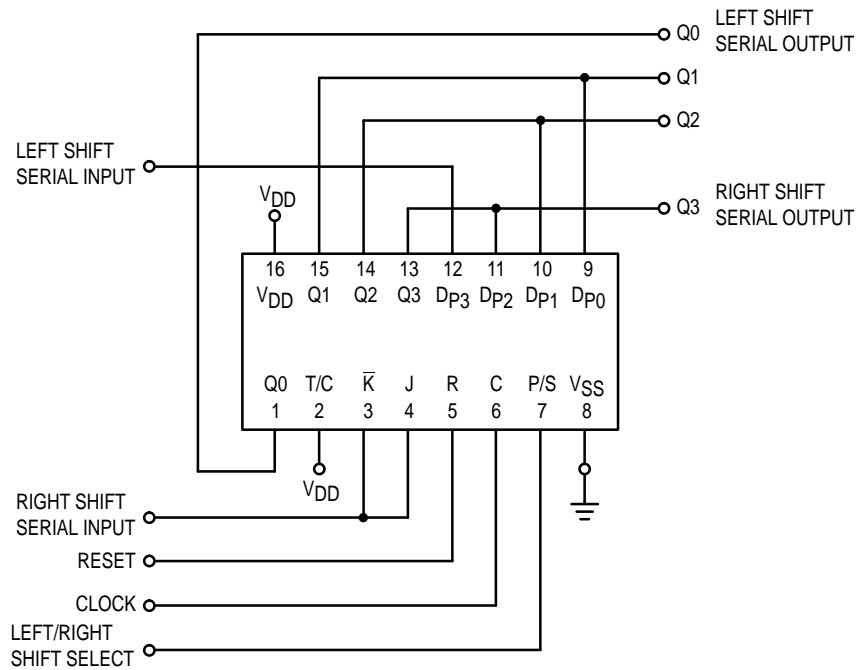 LEFT SHIFT
Q0 SERIAL OUTPUT
Q1
Q2
LEFT SHIFT
SERIAL INPUT
VDD
RIGHT SHIFT
Q3 SERIAL OUTPUT
16 15 14 13 12 11 10 9
VDD Q1 Q2 Q3 DP3 DP2 DP1 DP0
Q0 T/C K̅ J R C P/S VSS
1 2 3 4 5 6 7 8
VDD
RIGHT SHIFT
SERIAL INPUT
RESET
CLOCK
LEFT/RIGHT
SHIFT SELECT